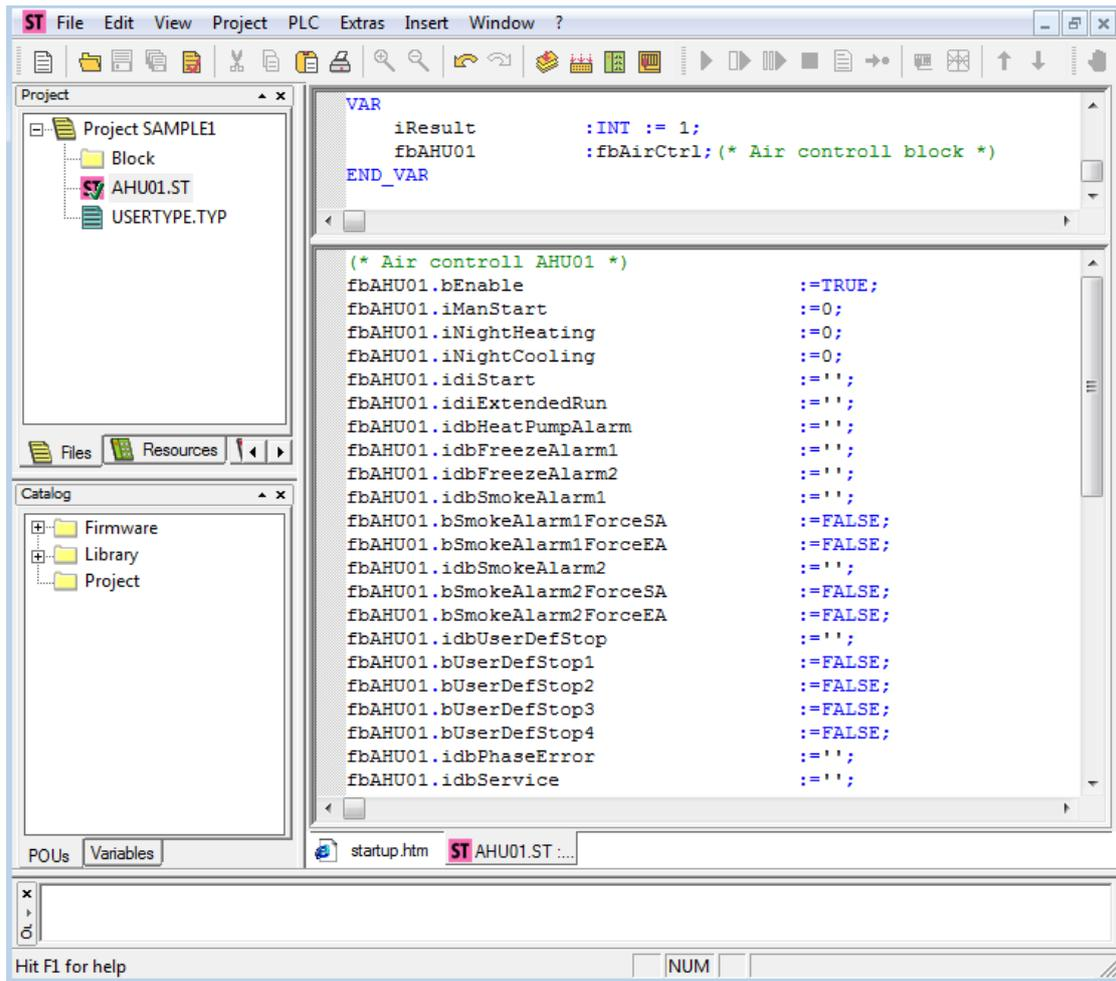 ST File Edit View Project PLC Extras Insert Window ?
Project
Project SAMPLE1
Block
ST AHU01.ST
USERTYPE.TYP
Files Resources
Catalog
Firmware
Library
Project
POUs Variables
VAR
iResult :INT := 1;
fbAHU01 :fbAirCtrl;(* Air controll block *)
END_VAR
(* Air controll AHU01 *)
fbAHU01.bEnable :=TRUE;
fbAHU01.iManStart :=0;
fbAHU01.iNightHeating :=0;
fbAHU01.iNightCooling :=0;
fbAHU01.idiStart :='';
fbAHU01.idiExtendedRun :='';
fbAHU01.idbHeatPumpAlarm :='';
fbAHU01.idbFreezeAlarm1 :='';
fbAHU01.idbFreezeAlarm2 :='';
fbAHU01.idbSmokeAlarm1 :='';
fbAHU01.bSmokeAlarm1ForceSA :=FALSE;
fbAHU01.bSmokeAlarm1ForceEA :=FALSE;
fbAHU01.idbSmokeAlarm2 :='';
fbAHU01.bSmokeAlarm2ForceSA :=FALSE;
fbAHU01.bSmokeAlarm2ForceEA :=FALSE;
fbAHU01.idbUserDefStop :='';
fbAHU01.bUserDefStop1 :=FALSE;
fbAHU01.bUserDefStop2 :=FALSE;
fbAHU01.bUserDefStop3 :=FALSE;
fbAHU01.bUserDefStop4 :=FALSE;
fbAHU01.idbPhaseError :='';
fbAHU01.idbService :='';
startup.htm ST AHU01.ST :...
Hit F1 for help NUM